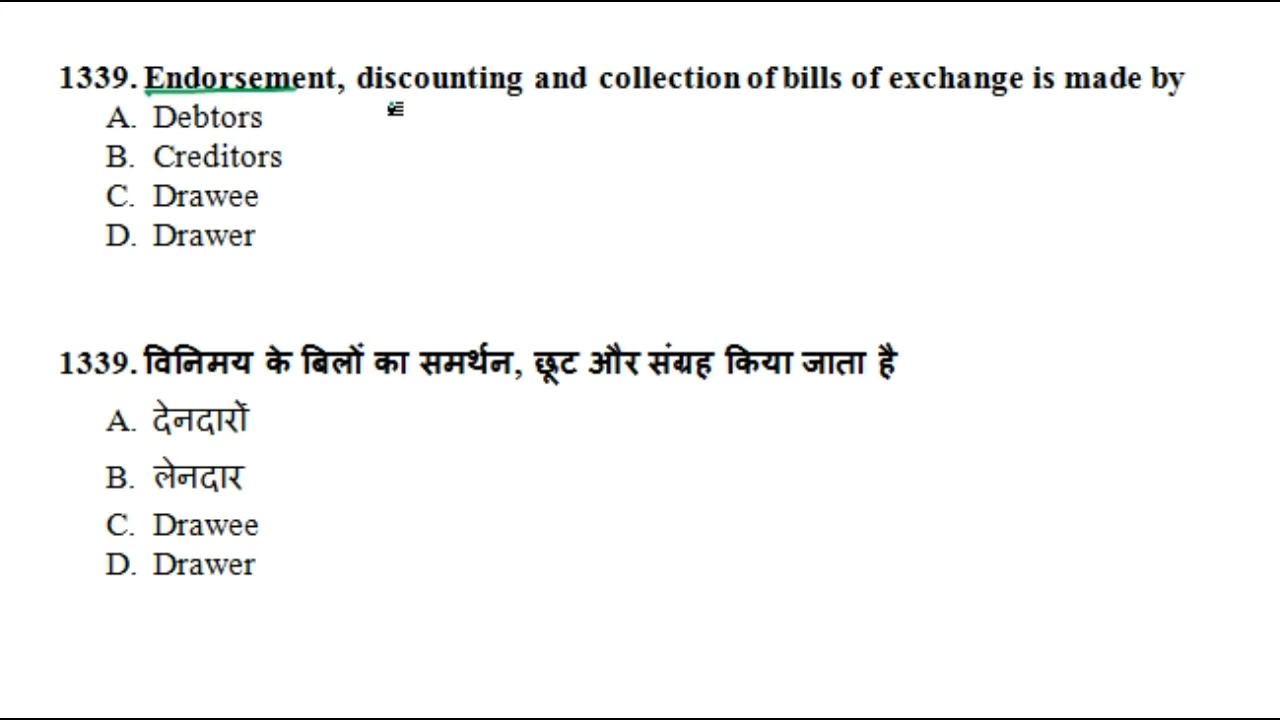 1339. Endorsement, discounting and collection of bills of exchange is made by
A. Debtors
B. Creditors
C. Drawee
D. Drawer
1339. विनिमय के बिलों का समर्थन, छूट और संग्रह किया जाता है
A. देनदारों
B. लेनदार
C. Drawee
D. Drawer